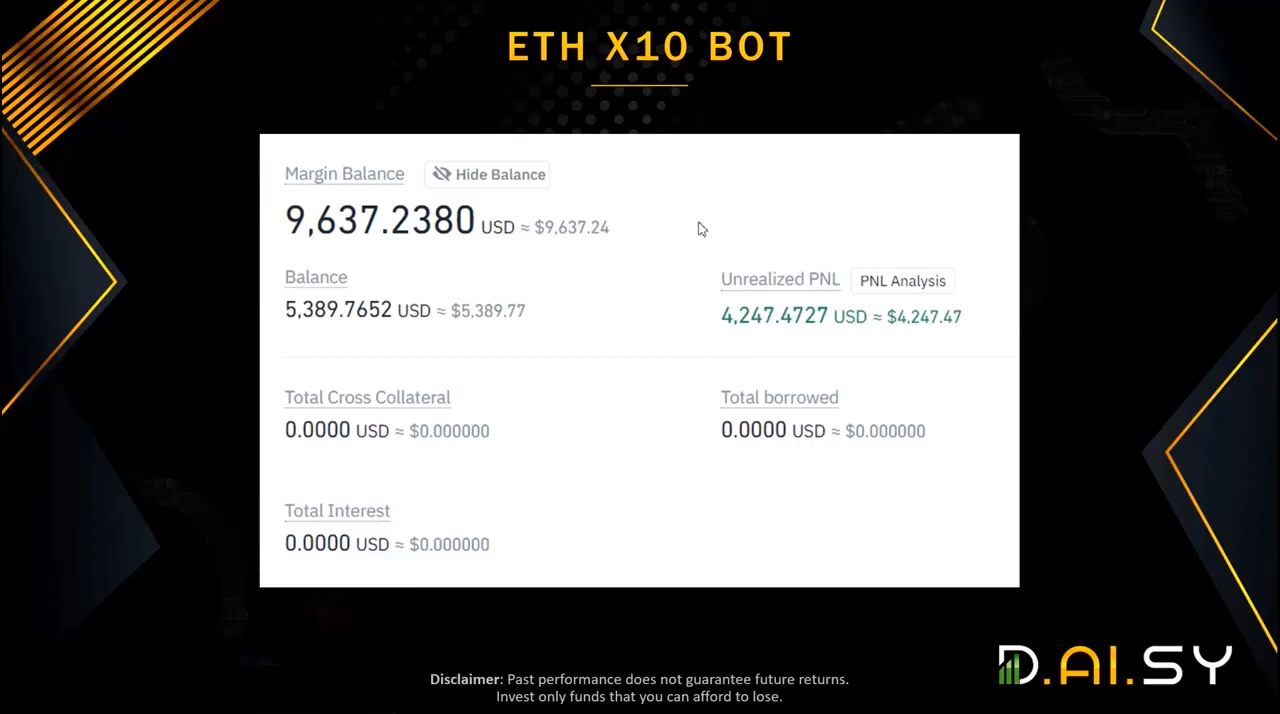 ETH X10 BOT
Margin Balance Hide Balance
9,637.2380 USD ≈ $9,637.24
Balance
5,389.7652 USD ≈ $5,389.77
Unrealized PNL PNL Analysis
4,247.4727 USD ≈ $4,247.47
Total Cross Collateral
0.0000 USD ≈ $0.000000
Total borrowed
0.0000 USD ≈ $0.000000
Total Interest
0.0000 USD ≈ $0.000000
Disclaimer: Past performance does not guarantee future returns.
Invest only funds that you can afford to lose.
D.AI.SY